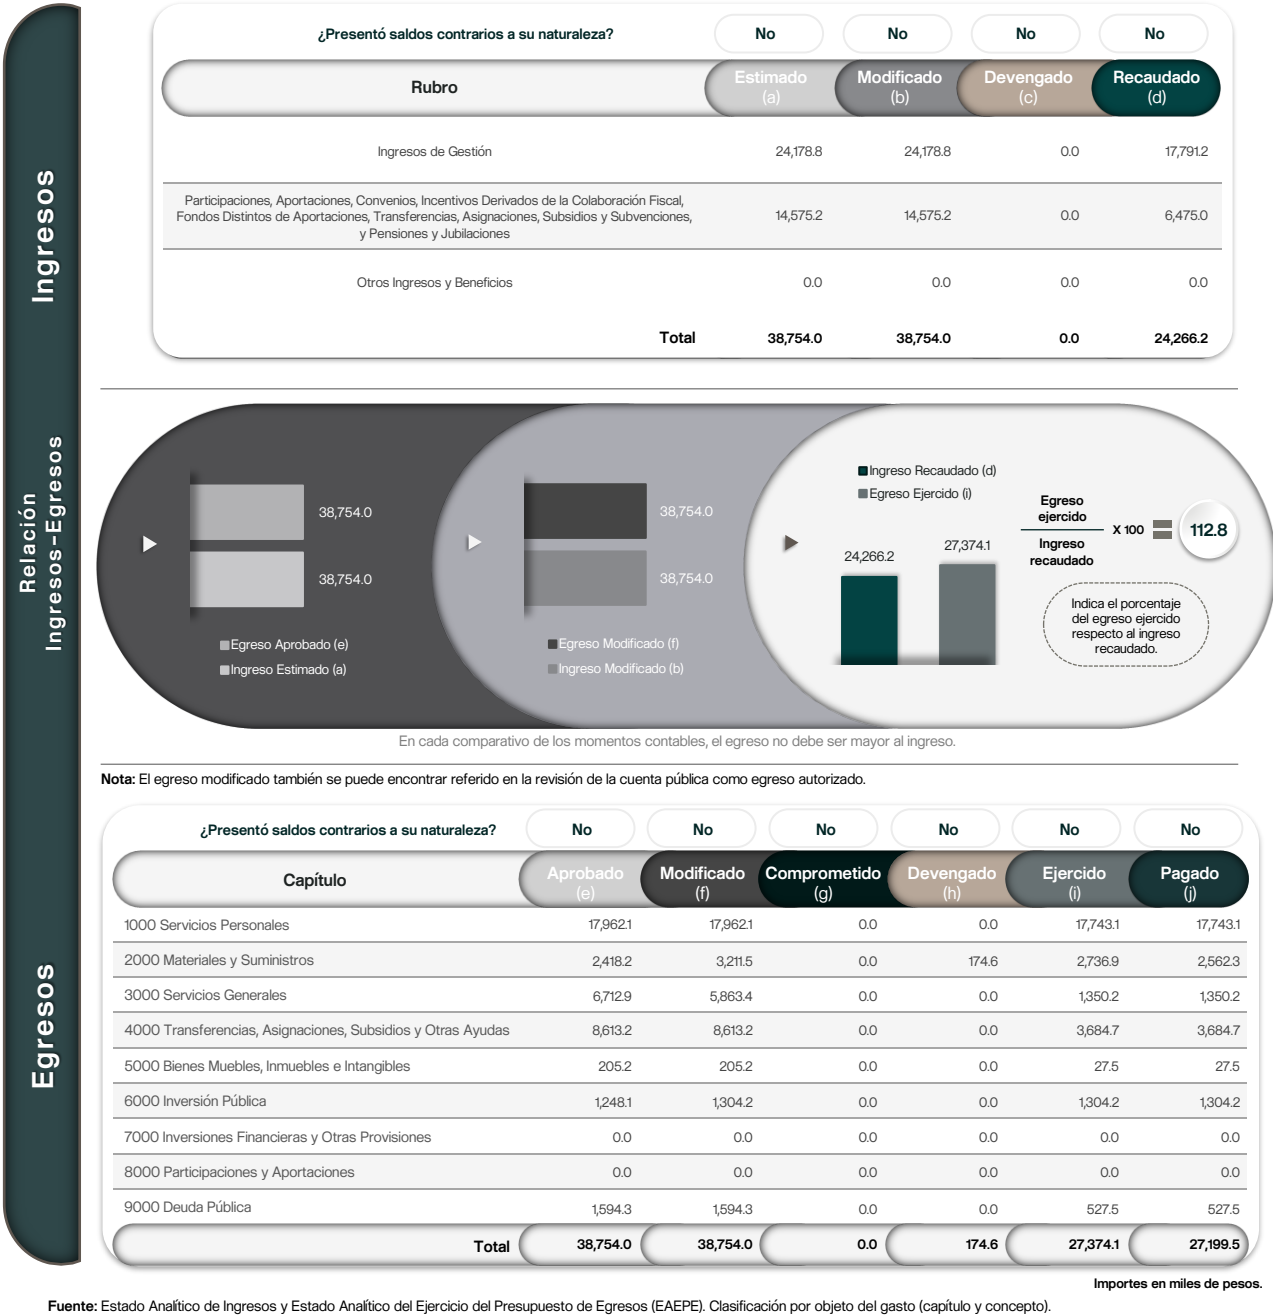 Ingresos
¿Presentó saldos contrarios a su naturaleza? No No No No
Rubro Estimado (a) Modificado (b) Devengado (c) Recaudado (d)
Ingresos de Gestión 24,178.8 24,178.8 0.0 17,791.2
Participaciones, Aportaciones, Convenios, Incentivos Derivados de la Colaboración Fiscal,
Fondos Distintos de Aportaciones, Transferencias, Asignaciones, Subsidios y Subvenciones, 14,575.2 14,575.2 0.0 6,475.0
y Pensiones y Jubilaciones
Otros Ingresos y Beneficios 0.0 0.0 0.0 0.0
Total 38,754.0 38,754.0 0.0 24,266.2
Relación
Ingresos-Egresos
38,754.0
38,754.0
Egreso Aprobado (e)
Ingreso Estimado (a)
38,754.0
38,754.0
Egreso Modificado (f)
Ingreso Modificado (b)
Ingreso Recaudado (d)
Egreso Ejercido (i)
24,266.2
27,374.1
Egreso
ejercido
Ingreso
recaudado
X 100 = 112.8
Indica el porcentaje
del egreso ejercido
respecto al ingreso
recaudado.
En cada comparativo de los momentos contables, el egreso no debe ser mayor al ingreso.
Nota: El egreso modificado también se puede encontrar referido en la revisión de la cuenta pública como egreso autorizado.
Egresos
¿Presentó saldos contrarios a su naturaleza? No No No No No No
Capítulo Aprobado (e) Modificado (f) Comprometido (g) Devengado (h) Ejercido (i) Pagado (j)
1000 Servicios Personales 17,962.1 17,962.1 0.0 0.0 17,743.1 17,743.1
2000 Materiales y Suministros 2,418.2 3,211.5 0.0 174.6 2,736.9 2,562.3
3000 Servicios Generales 6,712.9 5,863.4 0.0 0.0 1,350.2 1,350.2
4000 Transferencias, Asignaciones, Subsidios y Otras Ayudas 8,613.2 8,613.2 0.0 0.0 3,684.7 3,684.7
5000 Bienes Muebles, Inmuebles e Intangibles 205.2 205.2 0.0 0.0 27.5 27.5
6000 Inversión Pública 1,248.1 1,304.2 0.0 0.0 1,304.2 1,304.2
7000 Inversiones Financieras y Otras Provisiones 0.0 0.0 0.0 0.0 0.0 0.0
8000 Participaciones y Aportaciones 0.0 0.0 0.0 0.0 0.0 0.0
9000 Deuda Pública 1,594.3 1,594.3 0.0 0.0 527.5 527.5
Total 38,754.0 38,754.0 0.0 174.6 27,374.1 27,199.5
Importes en miles de pesos.
Fuente: Estado Analítico de Ingresos y Estado Analítico del Ejercicio del Presupuesto de Egresos (EAEPE). Clasificación por objeto del gasto (capítulo y concepto).